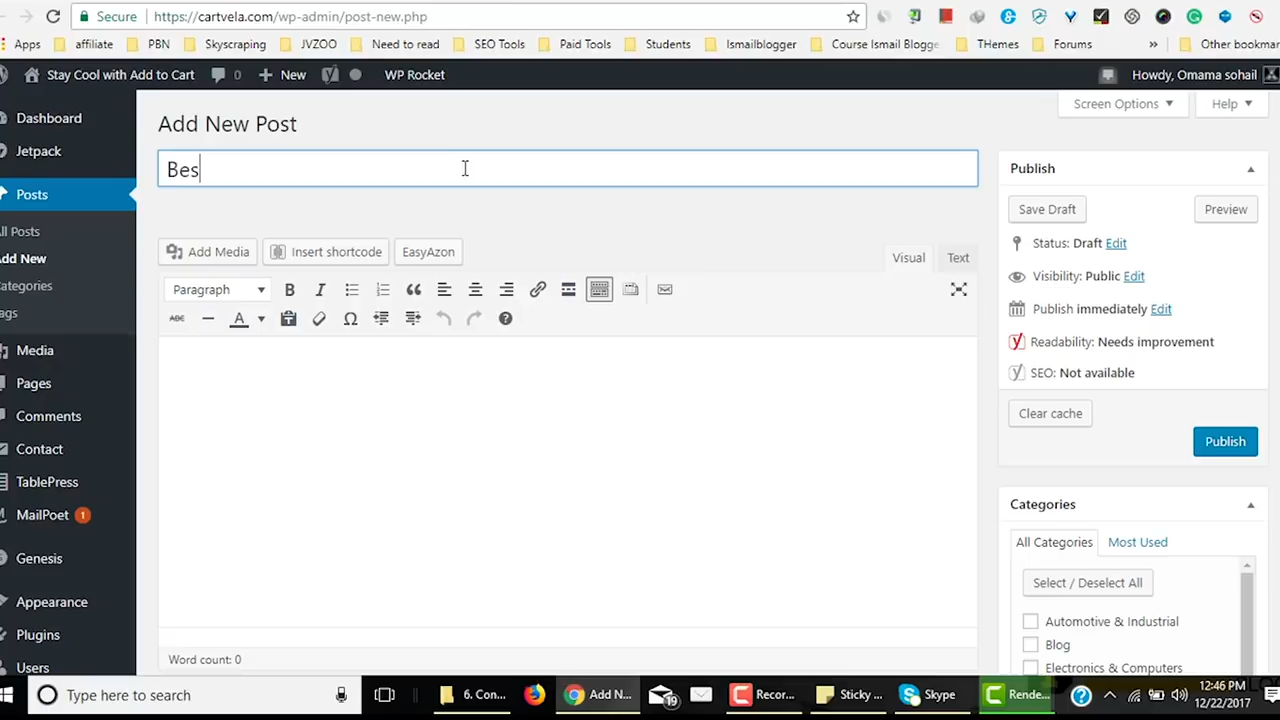 Secure
https://cartvela.com/wp-admin/post-new.php
Apps affiliate PBN Skyscraping JVZOO Need to read SEO Tools Paid Tools Students Ismailblogger Course Ismail Blogge THemes Forums » Other bookmar
Stay Cool with Add to Cart 0 New WP Rocket Howdy, Omama sohail
Screen Options Help
Dashboard
Jetpack
Posts
All Posts
Add New
Categories
Tags
Media
Pages
Comments
Contact
TablePress
MailPoet 1
Genesis
Appearance
Plugins
Users
Add New Post
Bes
Add Media Insert shortcode EasyAzon
Visual Text
Paragraph B I
ABC A
Word count: 0
Publish
Save Draft Preview
Status: Draft Edit
Visibility: Public Edit
Publish immediately Edit
Readability: Needs improvement
SEO: Not available
Clear cache
Publish
Categories
All Categories Most Used
Select / Deselect All
Automotive & Industrial
Blog
Electronics & Computers
Type here to search
6. Con... Add N... 19 Recor... Sticky ... Skype Rende...
12:46 PM
12/22/2017